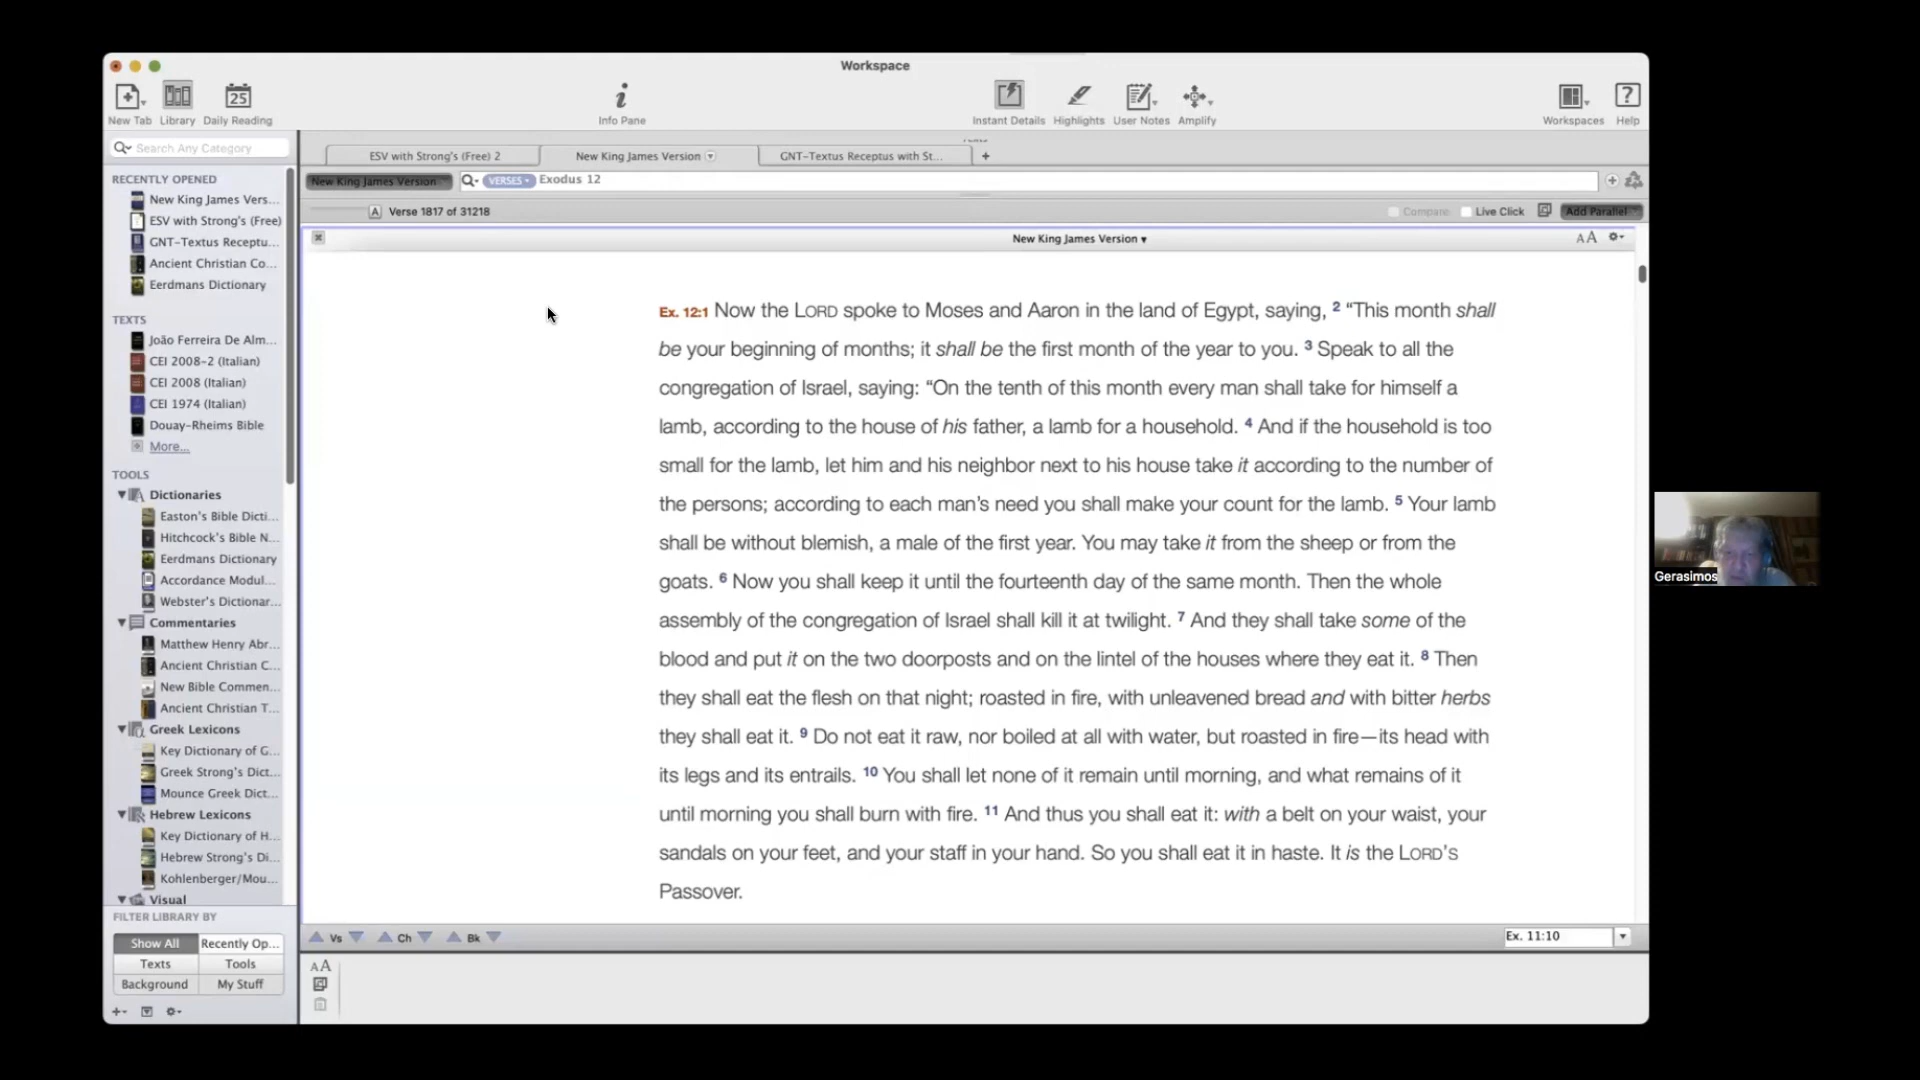 Workspace
New Tab
Library
25
Daily Reading
Info Pane
Instant Details
Highlights
User Notes
Amplify
Workspaces
Help
Search Any Category
ESV with Strong's (Free) 2
New King James Version
GNT-Textus Receptus with St...
New King James Version
VERSES
Exodus 12
Verse 1817 of 31218
Compare
Live Click
Add Parallel
New King James Version
AA
RECENTLY OPENED
New King James Vers...
ESV with Strong's (Free)
GNT-Textus Receptu...
Ancient Christian Co...
Eerdmans Dictionary
TEXTS
João Ferreira De Alm...
CEI 2008-2 (Italian)
CEI 2008 (Italian)
CEI 1974 (Italian)
Douay-Rheims Bible
More...
TOOLS
Dictionaries
Easton's Bible Dicti...
Hitchcock's Bible N...
Eerdmans Dictionary
Accordance Modul...
Webster's Dictionar...
Commentaries
Matthew Henry Abr...
Ancient Christian C...
New Bible Commen...
Ancient Christian T...
Greek Lexicons
Key Dictionary of G...
Greek Strong's Dict...
Mounce Greek Dict...
Hebrew Lexicons
Key Dictionary of H...
Hebrew Strong's Di...
Kohlenberger/Mou...
Visual
FILTER LIBRARY BY
Show All
Recently Op...
Texts
Tools
Background
My Stuff
Ex. 12:1 Now the LORD spoke to Moses and Aaron in the land of Egypt, saying, 2 “This month shall
be your beginning of months; it shall be the first month of the year to you. 3 Speak to all the
congregation of Israel, saying: “On the tenth of this month every man shall take for himself a
lamb, according to the house of his father, a lamb for a household. 4 And if the household is too
small for the lamb, let him and his neighbor next to his house take it according to the number of
the persons; according to each man’s need you shall make your count for the lamb. 5 Your lamb
shall be without blemish, a male of the first year. You may take it from the sheep or from the
goats. 6 Now you shall keep it until the fourteenth day of the same month. Then the whole
assembly of the congregation of Israel shall kill it at twilight. 7 And they shall take some of the
blood and put it on the two doorposts and on the lintel of the houses where they eat it. 8 Then
they shall eat the flesh on that night; roasted in fire, with unleavened bread and with bitter herbs
they shall eat it. 9 Do not eat it raw, nor boiled at all with water, but roasted in fire—its head with
its legs and its entrails. 10 You shall let none of it remain until morning, and what remains of it
until morning you shall burn with fire. 11 And thus you shall eat it: with a belt on your waist, your
sandals on your feet, and your staff in your hand. So you shall eat it in haste. It is the LORD’S
Passover.
Vs
Ch
Bk
Ex. 11:10
AA
Gerasimos